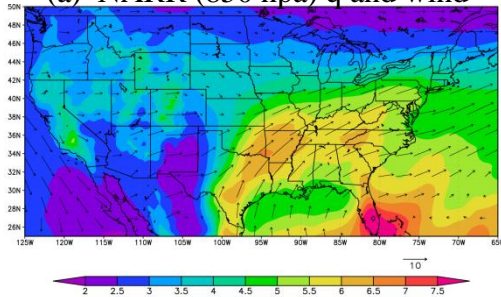 (a) NARR (850 hpa) q and wind
50N
48N
46N
44N
42N
40N
38N
36N
34N
32N
30N
28N
26N
125W 120W 115W 110W 105W 100W 95W 90W 85W 80W 75W 70W 65W
10
2 2.5 3 3.5 4 4.5 5 5.5 6 6.5 7 7.5